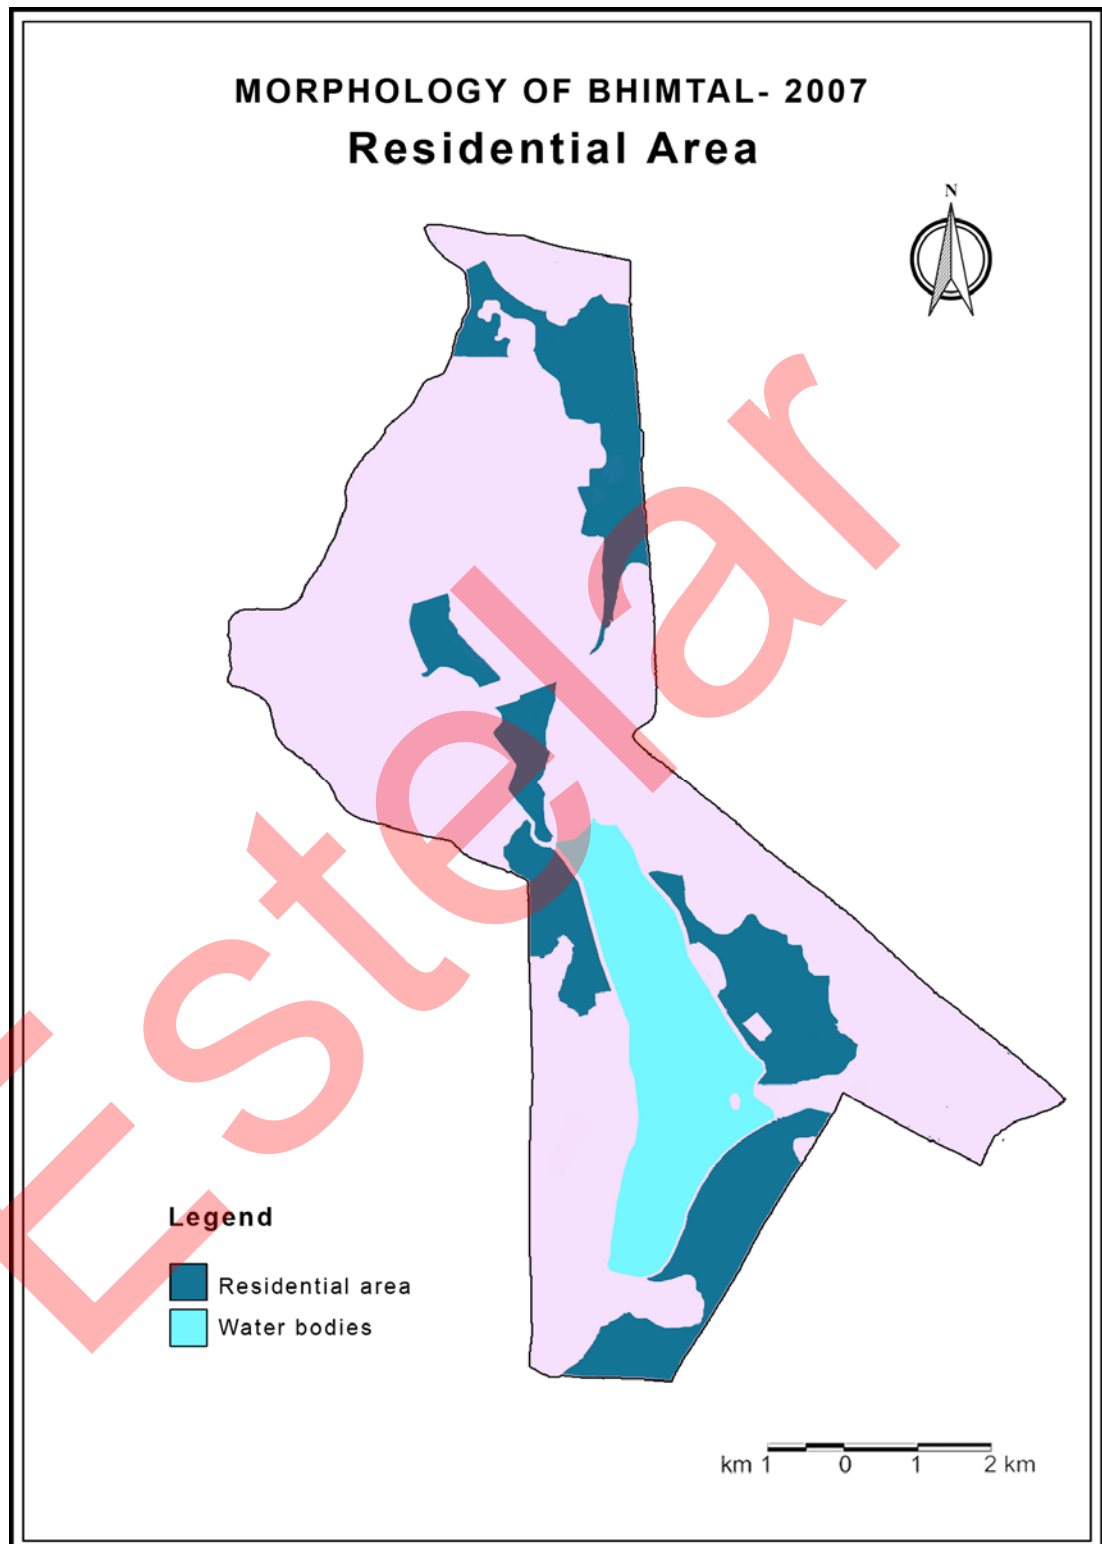 MORPHOLOGY OF BHIMTAL- 2007
Residential Area
N
Estelar
Legend
Residential area
Water bodies
km 1 0 1 2 km